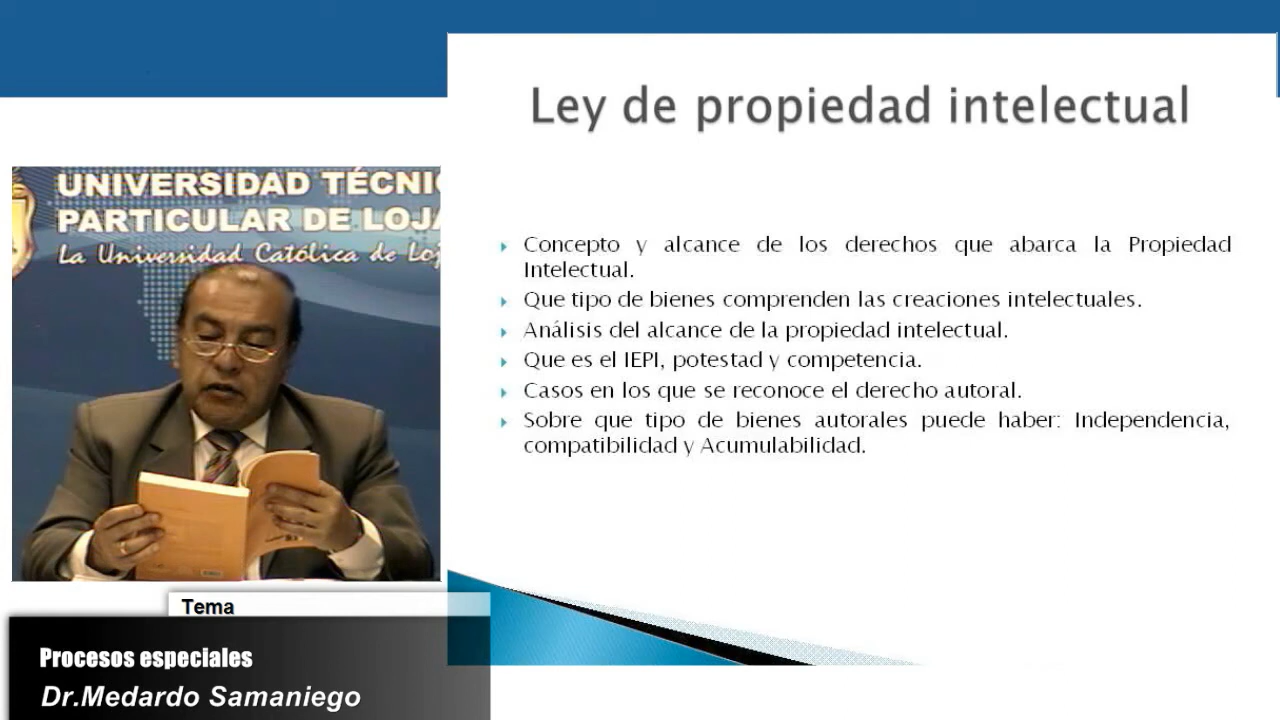 Ley de propiedad intelectual
UNIVERSIDAD TÉCNI
PARTICULAR DE LOJA
La Universidad Católica de Loj
Concepto y alcance de los derechos que abarca la Propiedad
Intelectual.
Que tipo de bienes comprenden las creaciones intelectuales.
Análisis del alcance de la propiedad intelectual.
Que es el IEPI, potestad y competencia.
Casos en los que se reconoce el derecho autoral.
Sobre que tipo de bienes autorales puede haber: Independencia,
compatibilidad y Acumulabilidad.
Tema
Procesos especiales
Dr.Medardo Samaniego